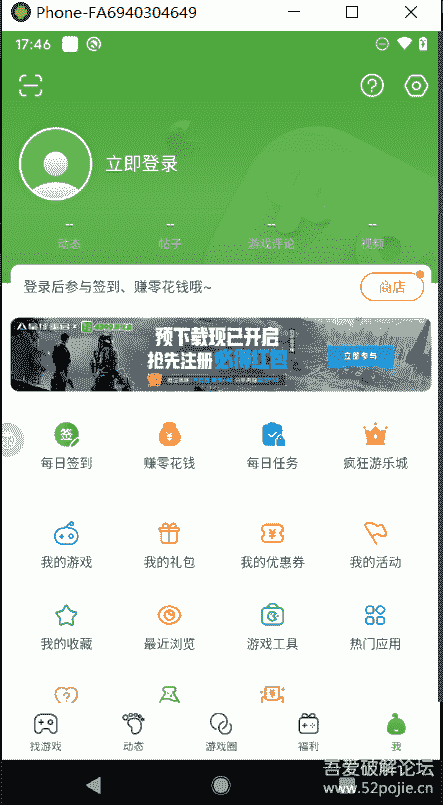 Phone-FA6940304649
17:46
立即登录
-- -- -- --
动态 帖子 游戏评论 视频
登录后参与签到、赚零花钱哦~ 商店
预下载现已开启
抢先注册 必领红包
立即参与
签
每日签到 赚零花钱 每日任务 疯狂游乐城
我的游戏 我的礼包 我的优惠券 我的活动
我的收藏 最近浏览 游戏工具 热门应用
找游戏 动态 游戏圈 福利 我
吾爱破解论坛
www.52pojie.cn